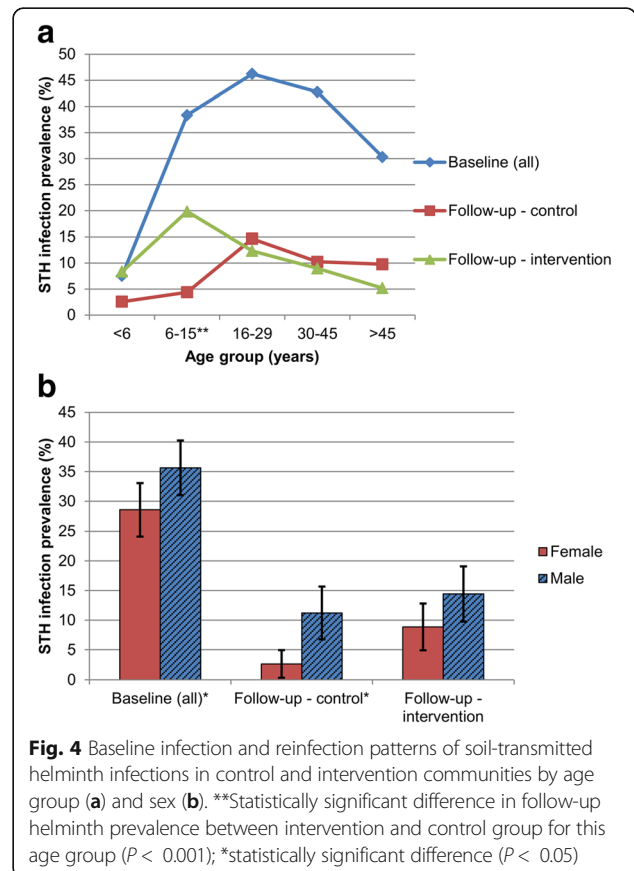 a
50
45
40
35
30
25
20
15
10
5
0
STH infection prevalence (%)
<6 6-15** 16-29 30-45 >45
Age group (years)
Baseline (all)
Follow-up - control
Follow-up - intervention
b
45
40
35
30
25
20
15
10
5
0
STH infection prevalence (%)
Baseline (all)* Follow-up - control* Follow-up -
intervention
Female
Male
Fig. 4 Baseline infection and reinfection patterns of soil-transmitted
helminth infections in control and intervention communities by age
group (a) and sex (b). **Statistically significant difference in follow-up
helminth prevalence between intervention and control group for this
age group (P < 0.001); *statistically significant difference (P < 0.05)